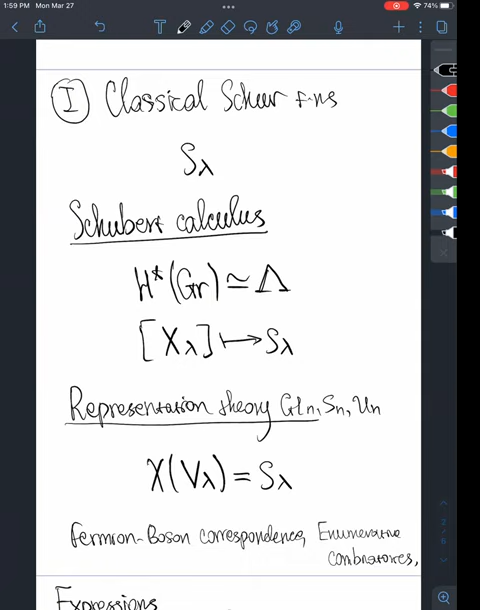 1:59 PM Mon Mar 27
74%
I Classical Schur f-ns
Sλ
Schubert calculus
H*(Gr) ≃ Λ
[Xλ] ↦ Sλ
Representation theory GLn, Sn, Un
χ(Vλ) = Sλ
Fermion-Boson correspondence, Enumerative
combinatorics,
Expressions